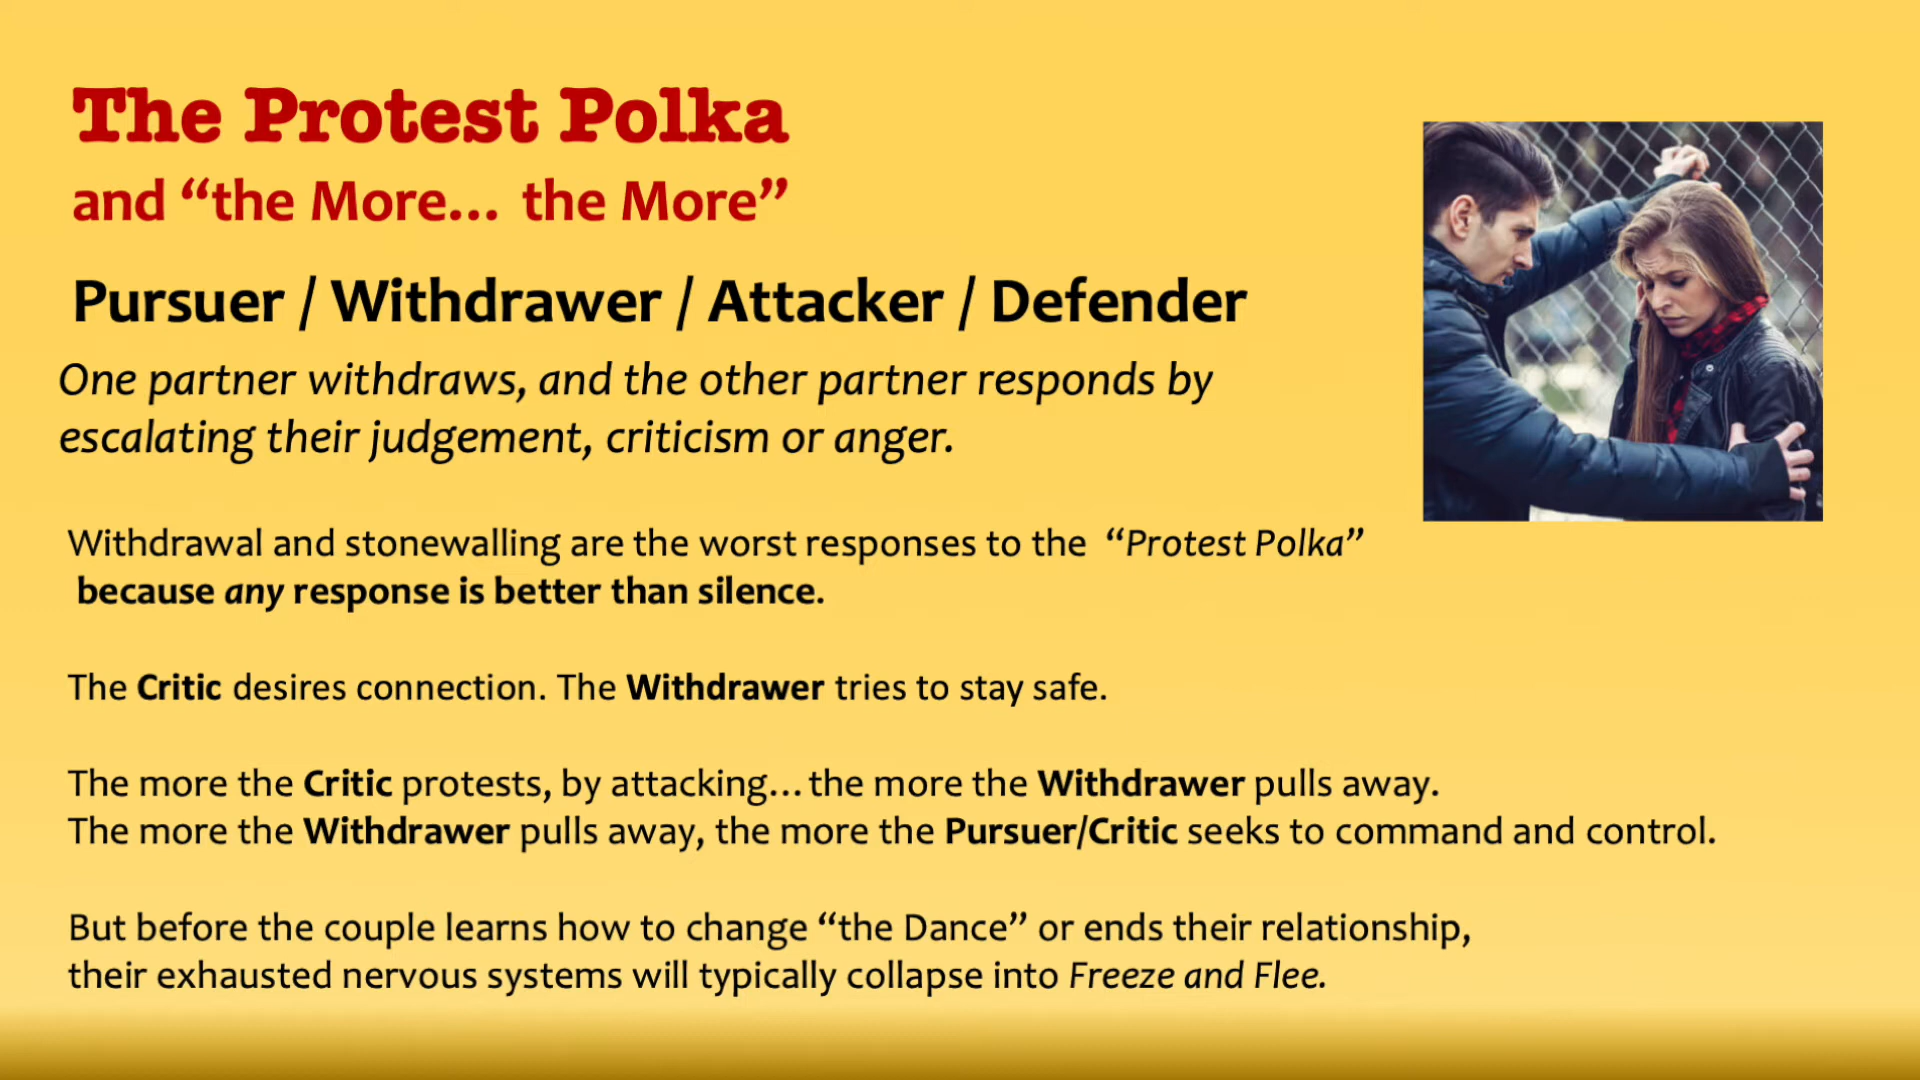 The Protest Polka
and “the More... the More”
Pursuer / Withdrawer / Attacker / Defender
One partner withdraws, and the other partner responds by
escalating their judgement, criticism or anger.
Withdrawal and stonewalling are the worst responses to the “Protest Polka”
because any response is better than silence.
The Critic desires connection. The Withdrawer tries to stay safe.
The more the Critic protests, by attacking...the more the Withdrawer pulls away.
The more the Withdrawer pulls away, the more the Pursuer/Critic seeks to command and control.
But before the couple learns how to change “the Dance” or ends their relationship,
their exhausted nervous systems will typically collapse into Freeze and Flee.